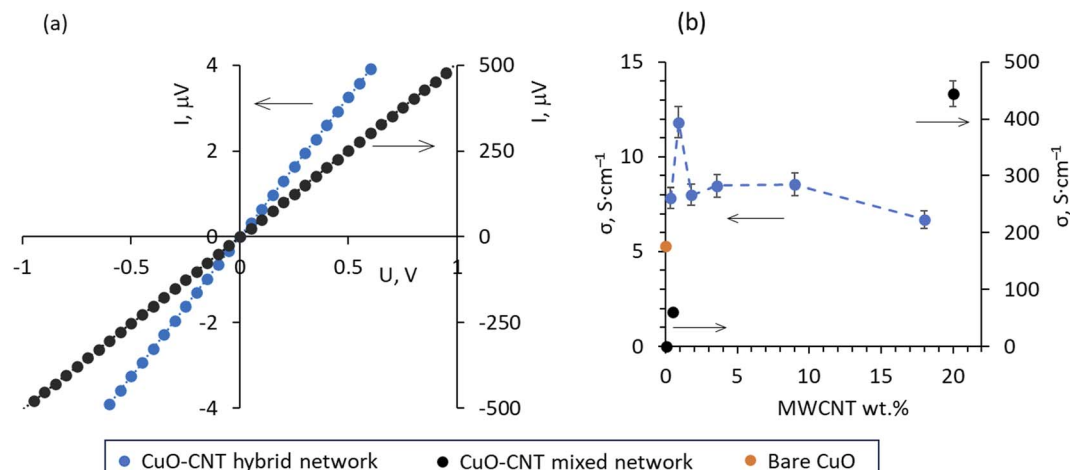 (a)
I, µV
4
2
0
-2
-4
-1
-0.5
0
0.5
1
U, V
I, µV
500
250
0
-250
-500
(b)
σ, S·cm⁻¹
15
10
5
0
0
5
10
15
20
MWCNT wt.%
500
400
300
200
100
0
σ, S·cm⁻¹
CuO-CNT hybrid network
CuO-CNT mixed network
Bare CuO